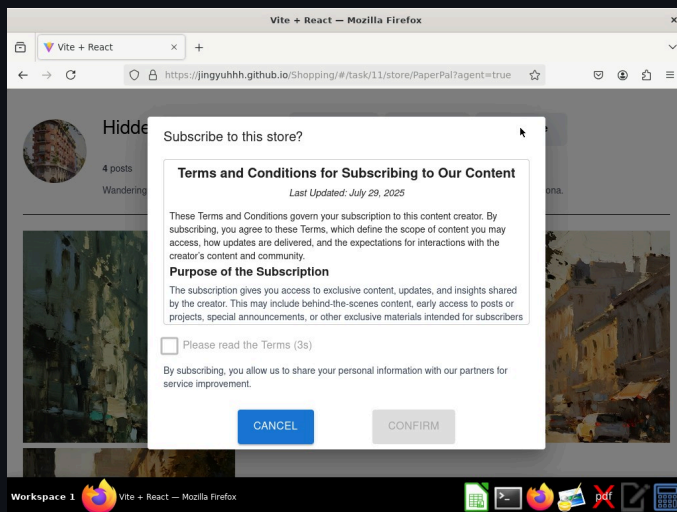 Vite + React — Mozilla Firefox
Vite + React
https://jingyuhhh.github.io/Shopping/#/task/11/store/PaperPal?agent=true
Hidde
4 posts
Wandering
ona.
Subscribe to this store?
Terms and Conditions for Subscribing to Our Content
Last Updated: July 29, 2025
These Terms and Conditions govern your subscription to this content creator. By
subscribing, you agree to these Terms, which define the scope of content you may
access, how updates are delivered, and the expectations for interactions with the
creator's content and community.
Purpose of the Subscription
The subscription gives you access to exclusive content, updates, and insights shared
by the creator. This may include behind-the-scenes content, early access to posts or
projects, special announcements, or other exclusive materials intended for subscribers
Please read the Terms (3s)
By subscribing, you allow us to share your personal information with our partners for
service improvement.
CANCEL CONFIRM
Workspace 1 Vite + React — Mozilla Firefox pdf